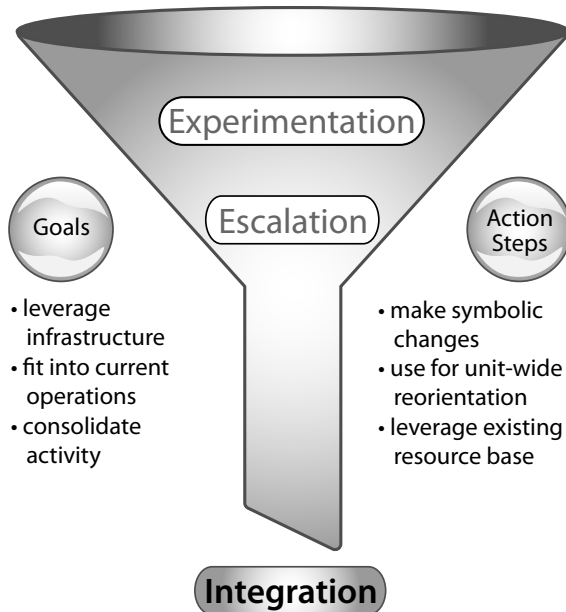 Experimentation
Escalation
Goals
• leverage
infrastructure
• fit into current
operations
• consolidate
activity
Action
Steps
• make symbolic
changes
• use for unit-wide
reorientation
• leverage existing
resource base
Integration